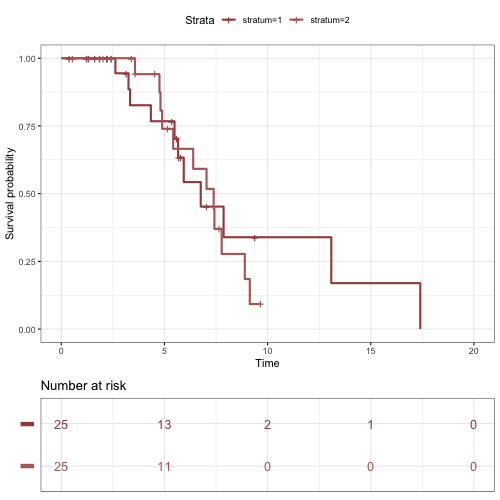 Strata stratum=1 stratum=2
1.00
0.75
0.50
0.25
0.00
Survival probability
0 5 10 15 20
Time
Number at risk
25 13 2 1 0
25 11 0 0 0